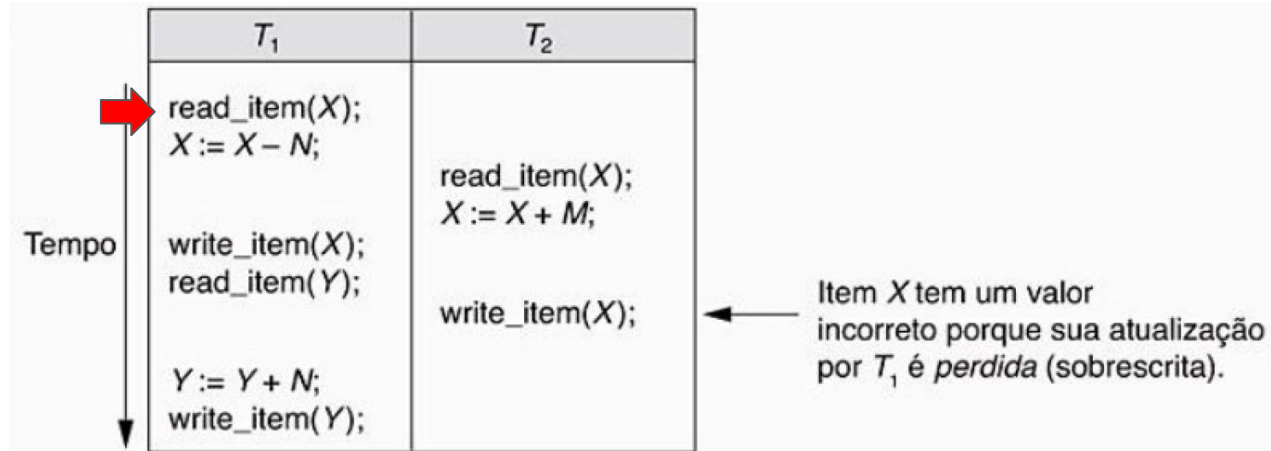 T₁ T₂
read_item(X);
X := X – N;
read_item(X);
X := X + M;
Tempo
write_item(X);
read_item(Y);
write_item(X);
Item X tem um valor
incorreto porque sua atualização
por T₁ é perdida (sobrescrita).
Y := Y + N;
write_item(Y);